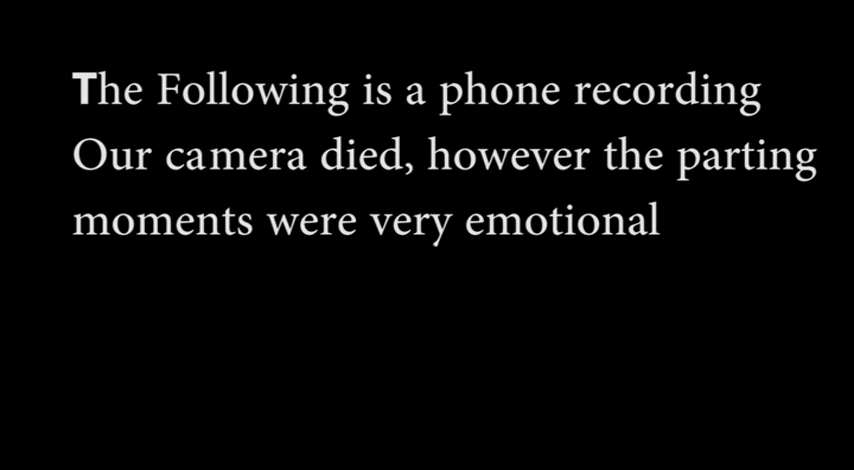 The Following is a phone recording
Our camera died, however the parting
moments were very emotional